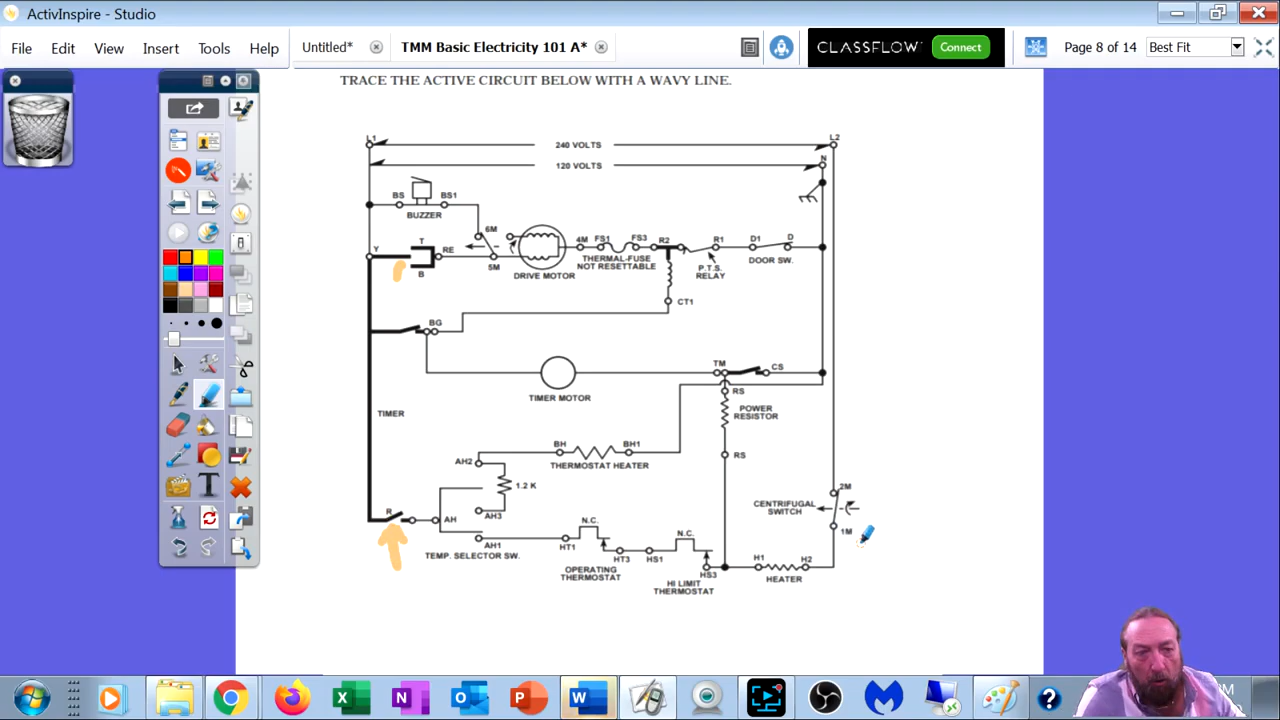 ActivInspire - Studio
File Edit View Insert Tools Help Untitled* TMM Basic Electricity 101 A* CLASSFLOW Connect Page 8 of 14 Best Fit
TRACE THE ACTIVE CIRCUIT BELOW WITH A WAVY LINE.
L1 240 VOLTS L2
120 VOLTS N
BS BS1
BUZZER
6M
Y T RE 4M FS1 FS3 R2 R1 D1 D
B 5M
DRIVE MOTOR
THERMAL-FUSE
NOT RESETTABLE
P.T.S.
RELAY
DOOR SW.
CT1
BG
TM CS
TIMER MOTOR
RS
POWER
RESISTOR
TIMER
BH BH1
THERMOSTAT HEATER
RS
AH2
1.2 K
2M
CENTRIFUGAL
SWITCH
R AH AH3
1M
N.C.
N.C.
AH1
TEMP. SELECTOR SW.
HT1 HT3 HS1 HS3 H1 H2
OPERATING
THERMOSTAT
HI LIMIT
THERMOSTAT
HEATER